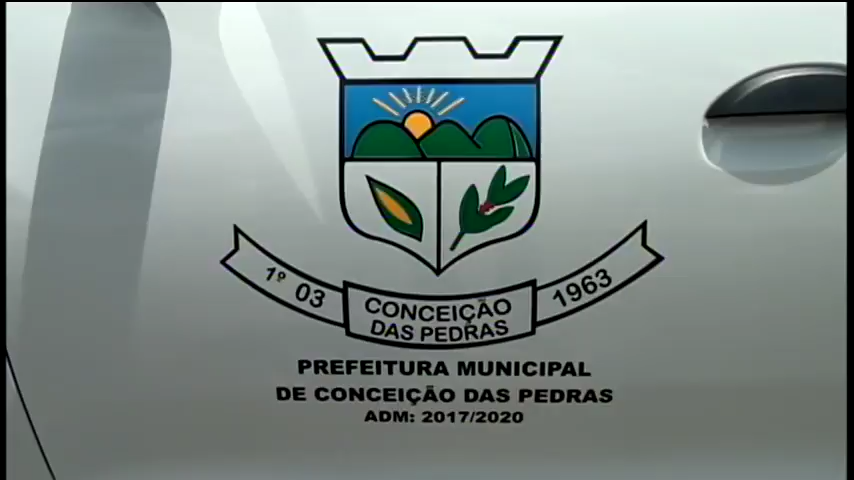 1º 03
CONCEIÇÃO
DAS PEDRAS
1963
PREFEITURA MUNICIPAL
DE CONCEIÇÃO DAS PEDRAS
ADM: 2017/2020